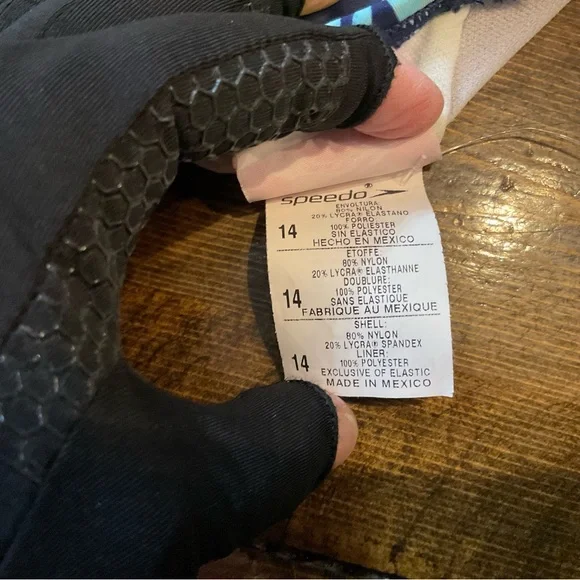 speedo®
ENVOLTURA
80% NILON
20% LYCRA® ELASTANO
FORRO:
14
100% POLIESTER
SIN ELASTICO
HECHO EN MEXICO
ETOFFE
80% NYLON
20% LYCRA® ELASTHANNE
DOUBLURE:
14
100% POLYESTER
SANS ELASTIQUE
FABRIQUE AU MEXIQUE
SHELL:
80% NYLON
20% LYCRA® SPANDEX
LINER:
14
100% POLYESTER
EXCLUSIVE OF ELASTIC
MADE IN MEXICO